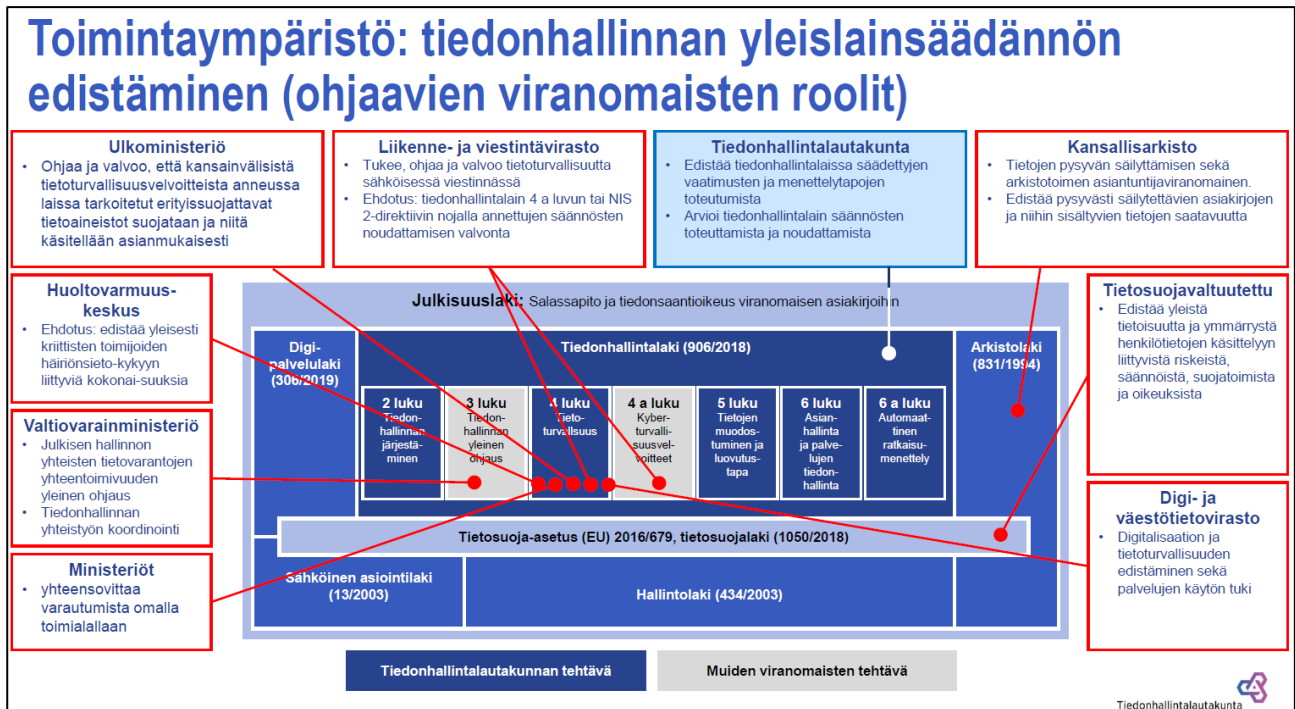 Toimintaympäristö: tiedonhallinnan yleislainsäädännön
edistäminen (ohjaavien viranomaisten roolit)
Ulkoministeriö
• Ohjaa ja valvoo, että kansainvälisistä
tietoturvallisuusvelvoitteista anneussa
laissa tarkoitetut erityissuojattavat
tietoaineistot suojataan ja niitä
käsitellään asianmukaisesti
Liikenne- ja viestintävirasto
• Tukee, ohjaa ja valvoo tietoturvallisuutta
sähköisessä viestinnässä
• Ehdotus: tiedonhallintalain 4 a luvun tai NIS
2-direktiivin nojalla annettujen säännösten
noudattamisen valvonta
Tiedonhallintalautakunta
• Edistää tiedonhallintalaissa säädettyjen
vaatimusten ja menettelytapojen
toteutumista
• Arvioi tiedonhallintalain säännösten
toteuttamista ja noudattamista
Kansallisarkisto
• Tietojen pysyvän säilyttämisen sekä
arkistotoimen asiantuntijaviranomainen.
• Edistää pysyvästi säilytettävien asiakirjojen
ja niihin sisältyvien tietojen saatavuutta
Huoltovarmuus-
keskus
• Ehdotus: edistää yleisesti
kriittisten toimijoiden
häiriönsieto-kykyyn
liittyviä kokonai-suuksia
Valtiovarainministeriö
• Julkisen hallinnon
yhteisten tietovarantojen
yhteentoimivuuden
yleinen ohjaus
• Tiedonhallinnan
yhteistyön koordinointi
Ministeriöt
• yhteensovittaa
varautumista omalla
toimialallaan
Julkisuuslaki: Salassapito ja tiedonsaantioikeus viranomaisen asiakirjoihin
Digi-
palvelulaki
(306/2019)
Tiedonhallintalaki (906/2018)
2 luku
Tiedon-
hallinnan
järjestä-
minen
3 luku
Tiedon-
hallinnan
yleinen
ohjaus
4 luku
Tieto-
turvallisuus
4 a luku
Kyber-
turvalli-
suusvel-
voitteet
5 luku
Tietojen
muodos-
tuminen ja
luovutus-
tapa
6 luku
Asian-
hallinta
ja palve-
lujen
tiedon-
hallinta
6 a luku
Automaat-
tinen
ratkaisu-
menettely
Arkistolaki
(831/1994)
Tietosuoja-asetus (EU) 2016/679, tietosuojalaki (1050/2018)
Sähköinen asiointilaki
(13/2003)
Hallintolaki (434/2003)
Tietosuojavaltuutettu
• Edistää yleistä
tietoisuutta ja ymmärrystä
henkilötietojen käsittelyyn
liittyvistä riskeistä,
säännöistä, suojatoimista
ja oikeuksista
Digi- ja
väestötietovirasto
• Digitalisaation ja
tietoturvallisuuden
edistäminen sekä
palvelujen käytön tuki
Tiedonhallintalautakunnan tehtävä
Muiden viranomaisten tehtävä
Tiedonhallintalautakunta